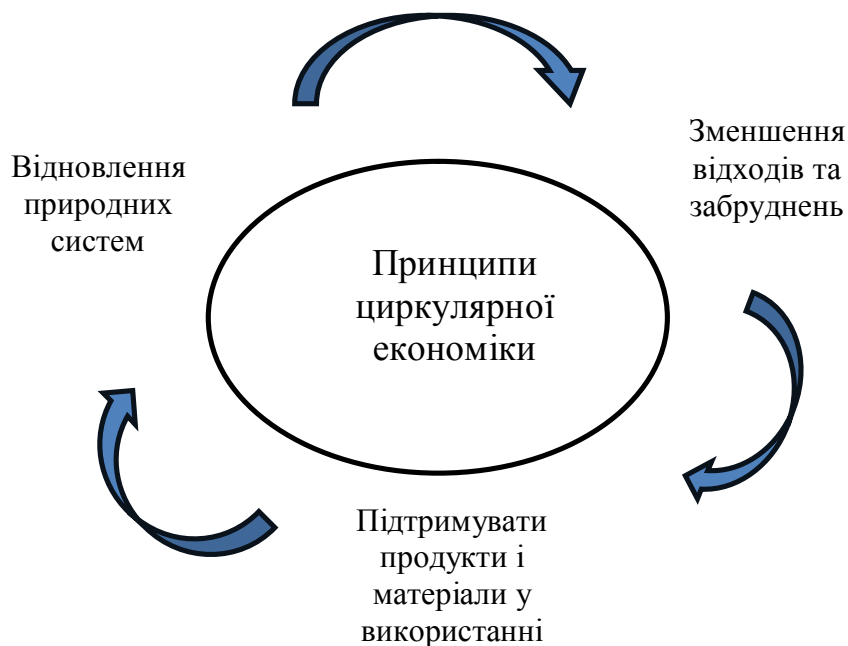 Відновлення
природних
систем
Зменшення
відходів та
забруднень
Принципи
циркулярної
економіки
Підтримувати
продукти і
матеріали у
використанні